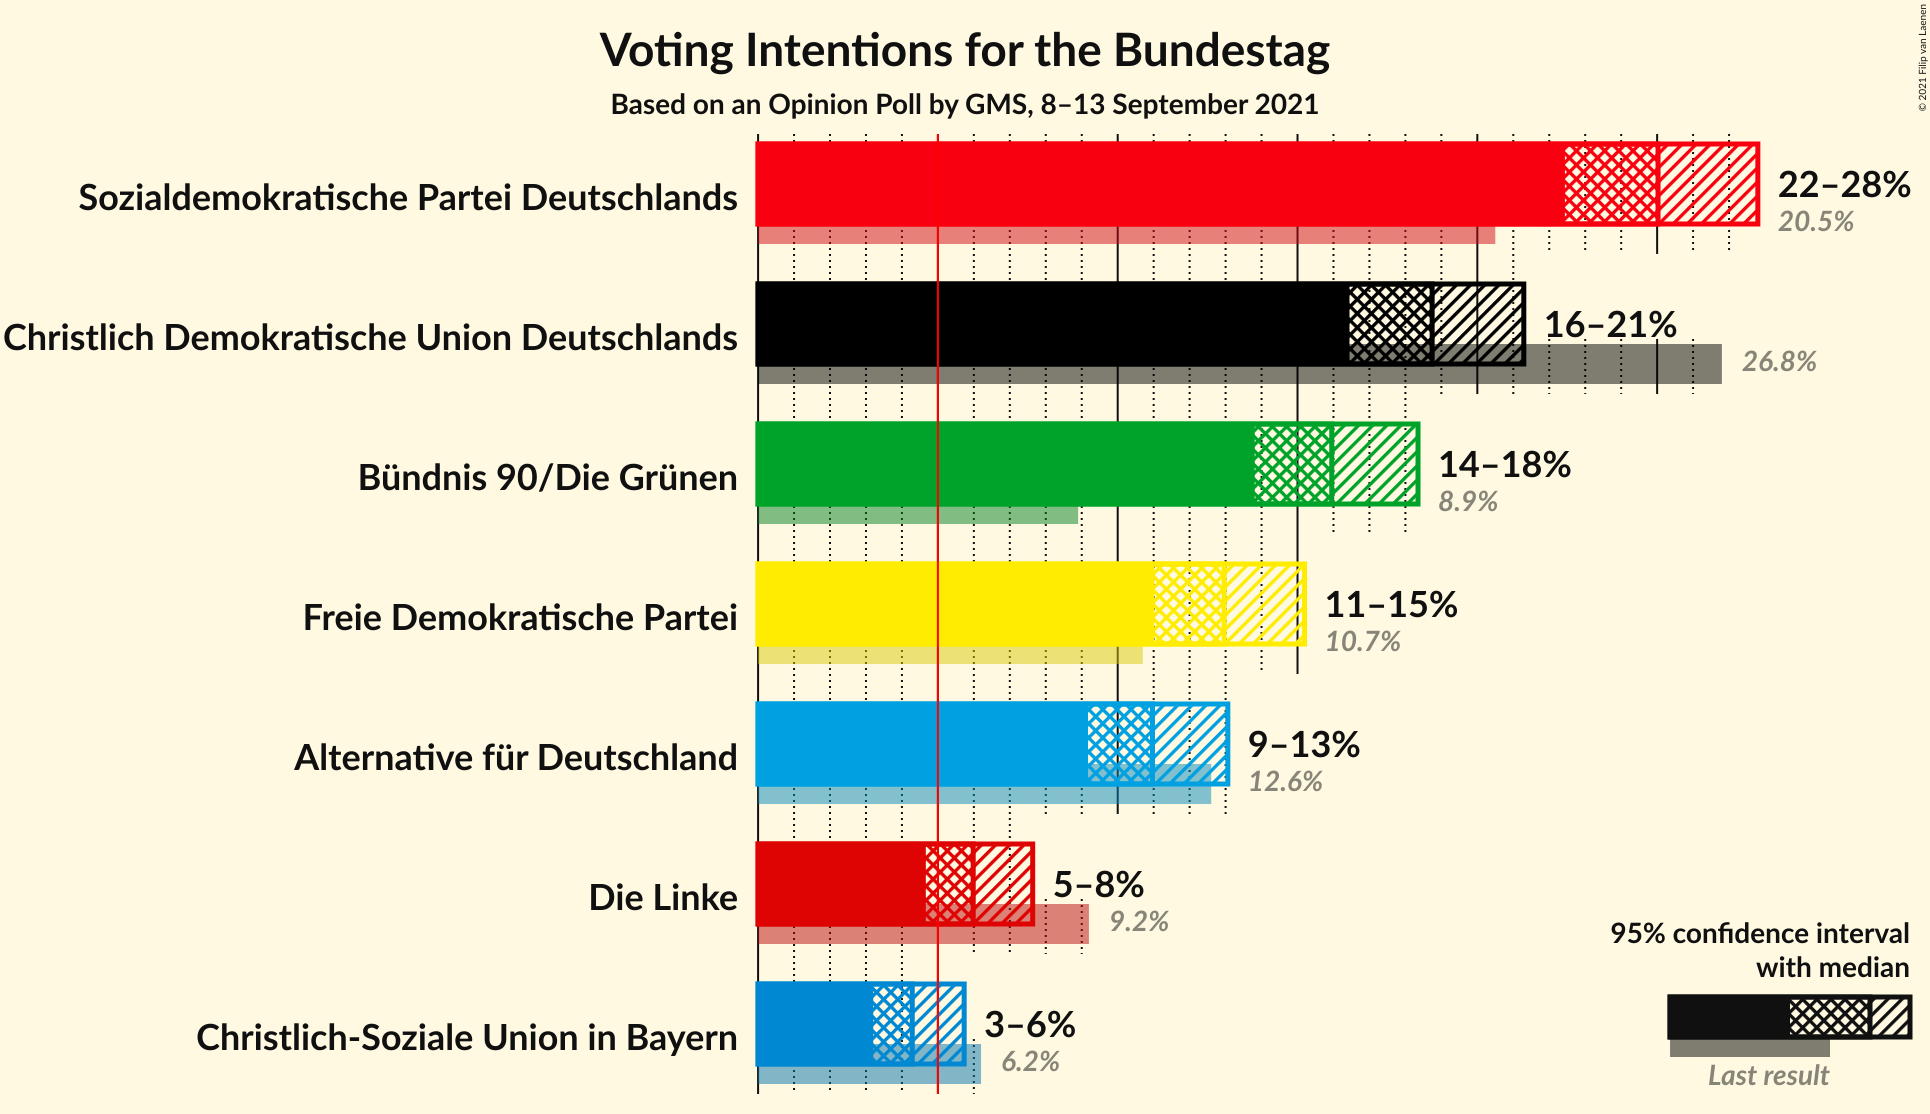 Voting Intentions for the Bundestag
Based on an Opinion Poll by GMS, 8–13 September 2021
© 2021 Filip van Laenen
Sozialdemokratische Partei Deutschlands
22–28%
20.5%
Christlich Demokratische Union Deutschlands
16–21%
26.8%
Bündnis 90/Die Grünen
14–18%
8.9%
Freie Demokratische Partei
11–15%
10.7%
Alternative für Deutschland
9–13%
12.6%
Die Linke
5–8%
9.2%
Christlich-Soziale Union in Bayern
3–6%
6.2%
95% confidence interval
with median
Last result